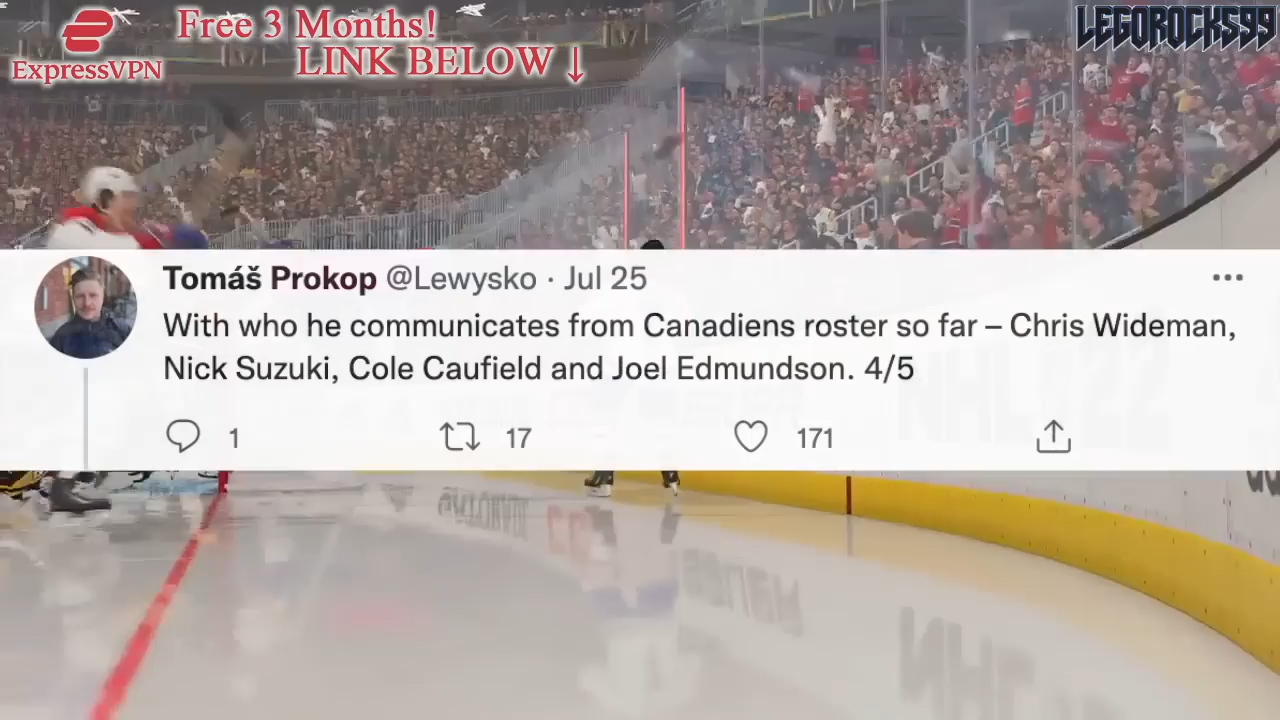 Free 3 Months!
LEGOROCKS99
ExpressVPN
LINK BELOW ↓
Tomáš Prokop @Lewysko · Jul 25
With who he communicates from Canadiens roster so far – Chris Wideman,
Nick Suzuki, Cole Caufield and Joel Edmundson. 4/5
1
17
171